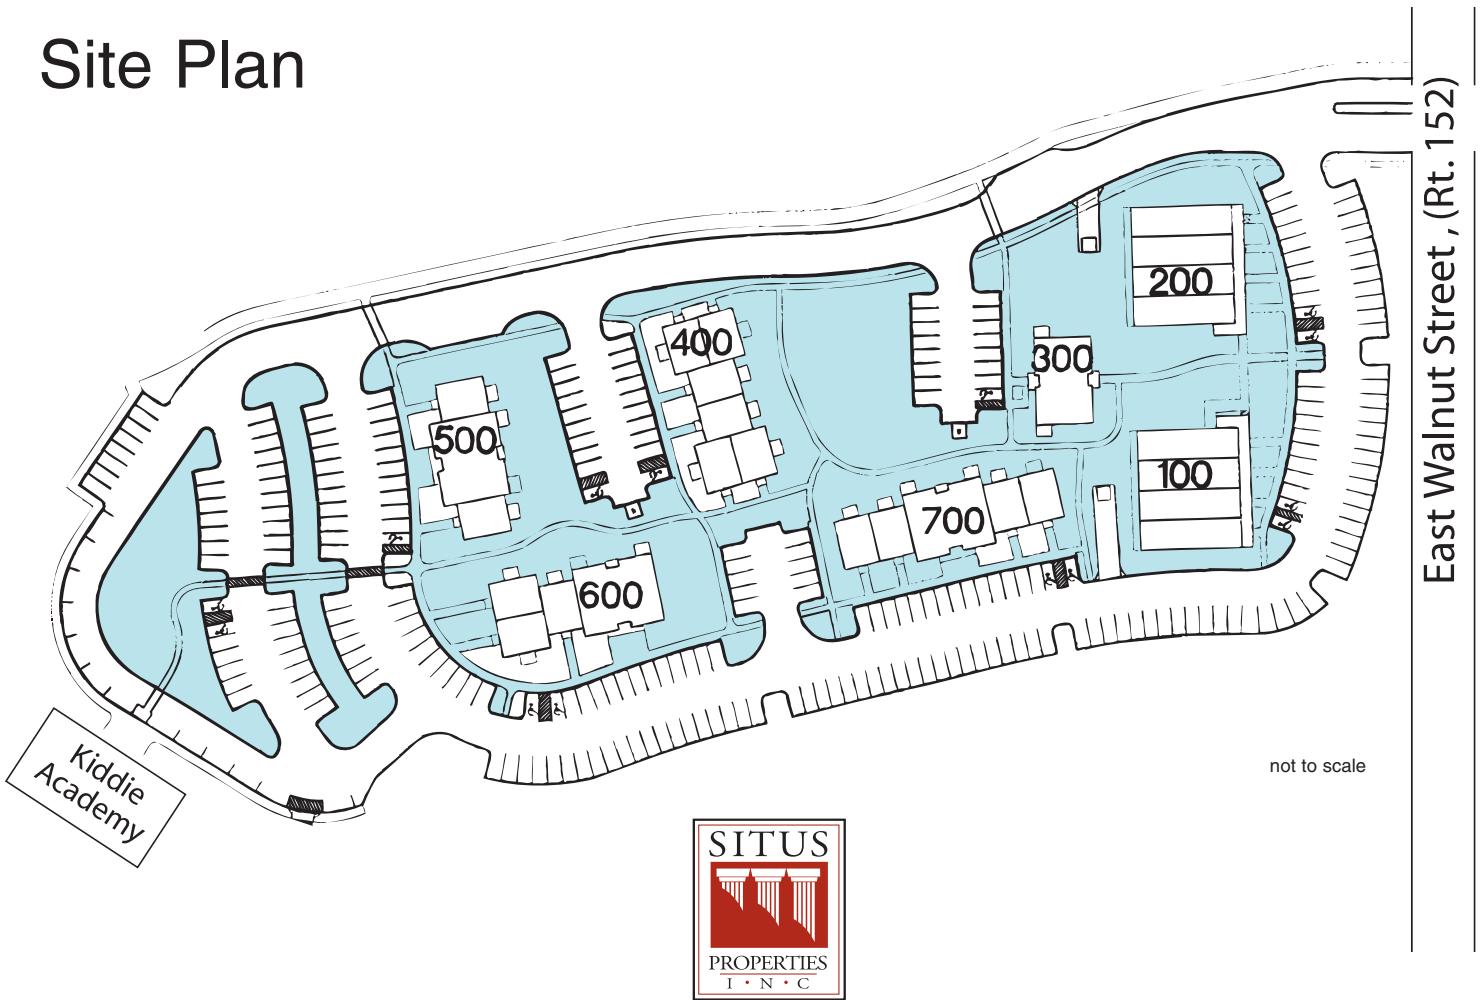 Site Plan
East Walnut Street , (Rt. 152)
200
400
300
500
100
700
600
Kiddie
Academy
not to scale
SITUS
PROPERTIES
I • N • C